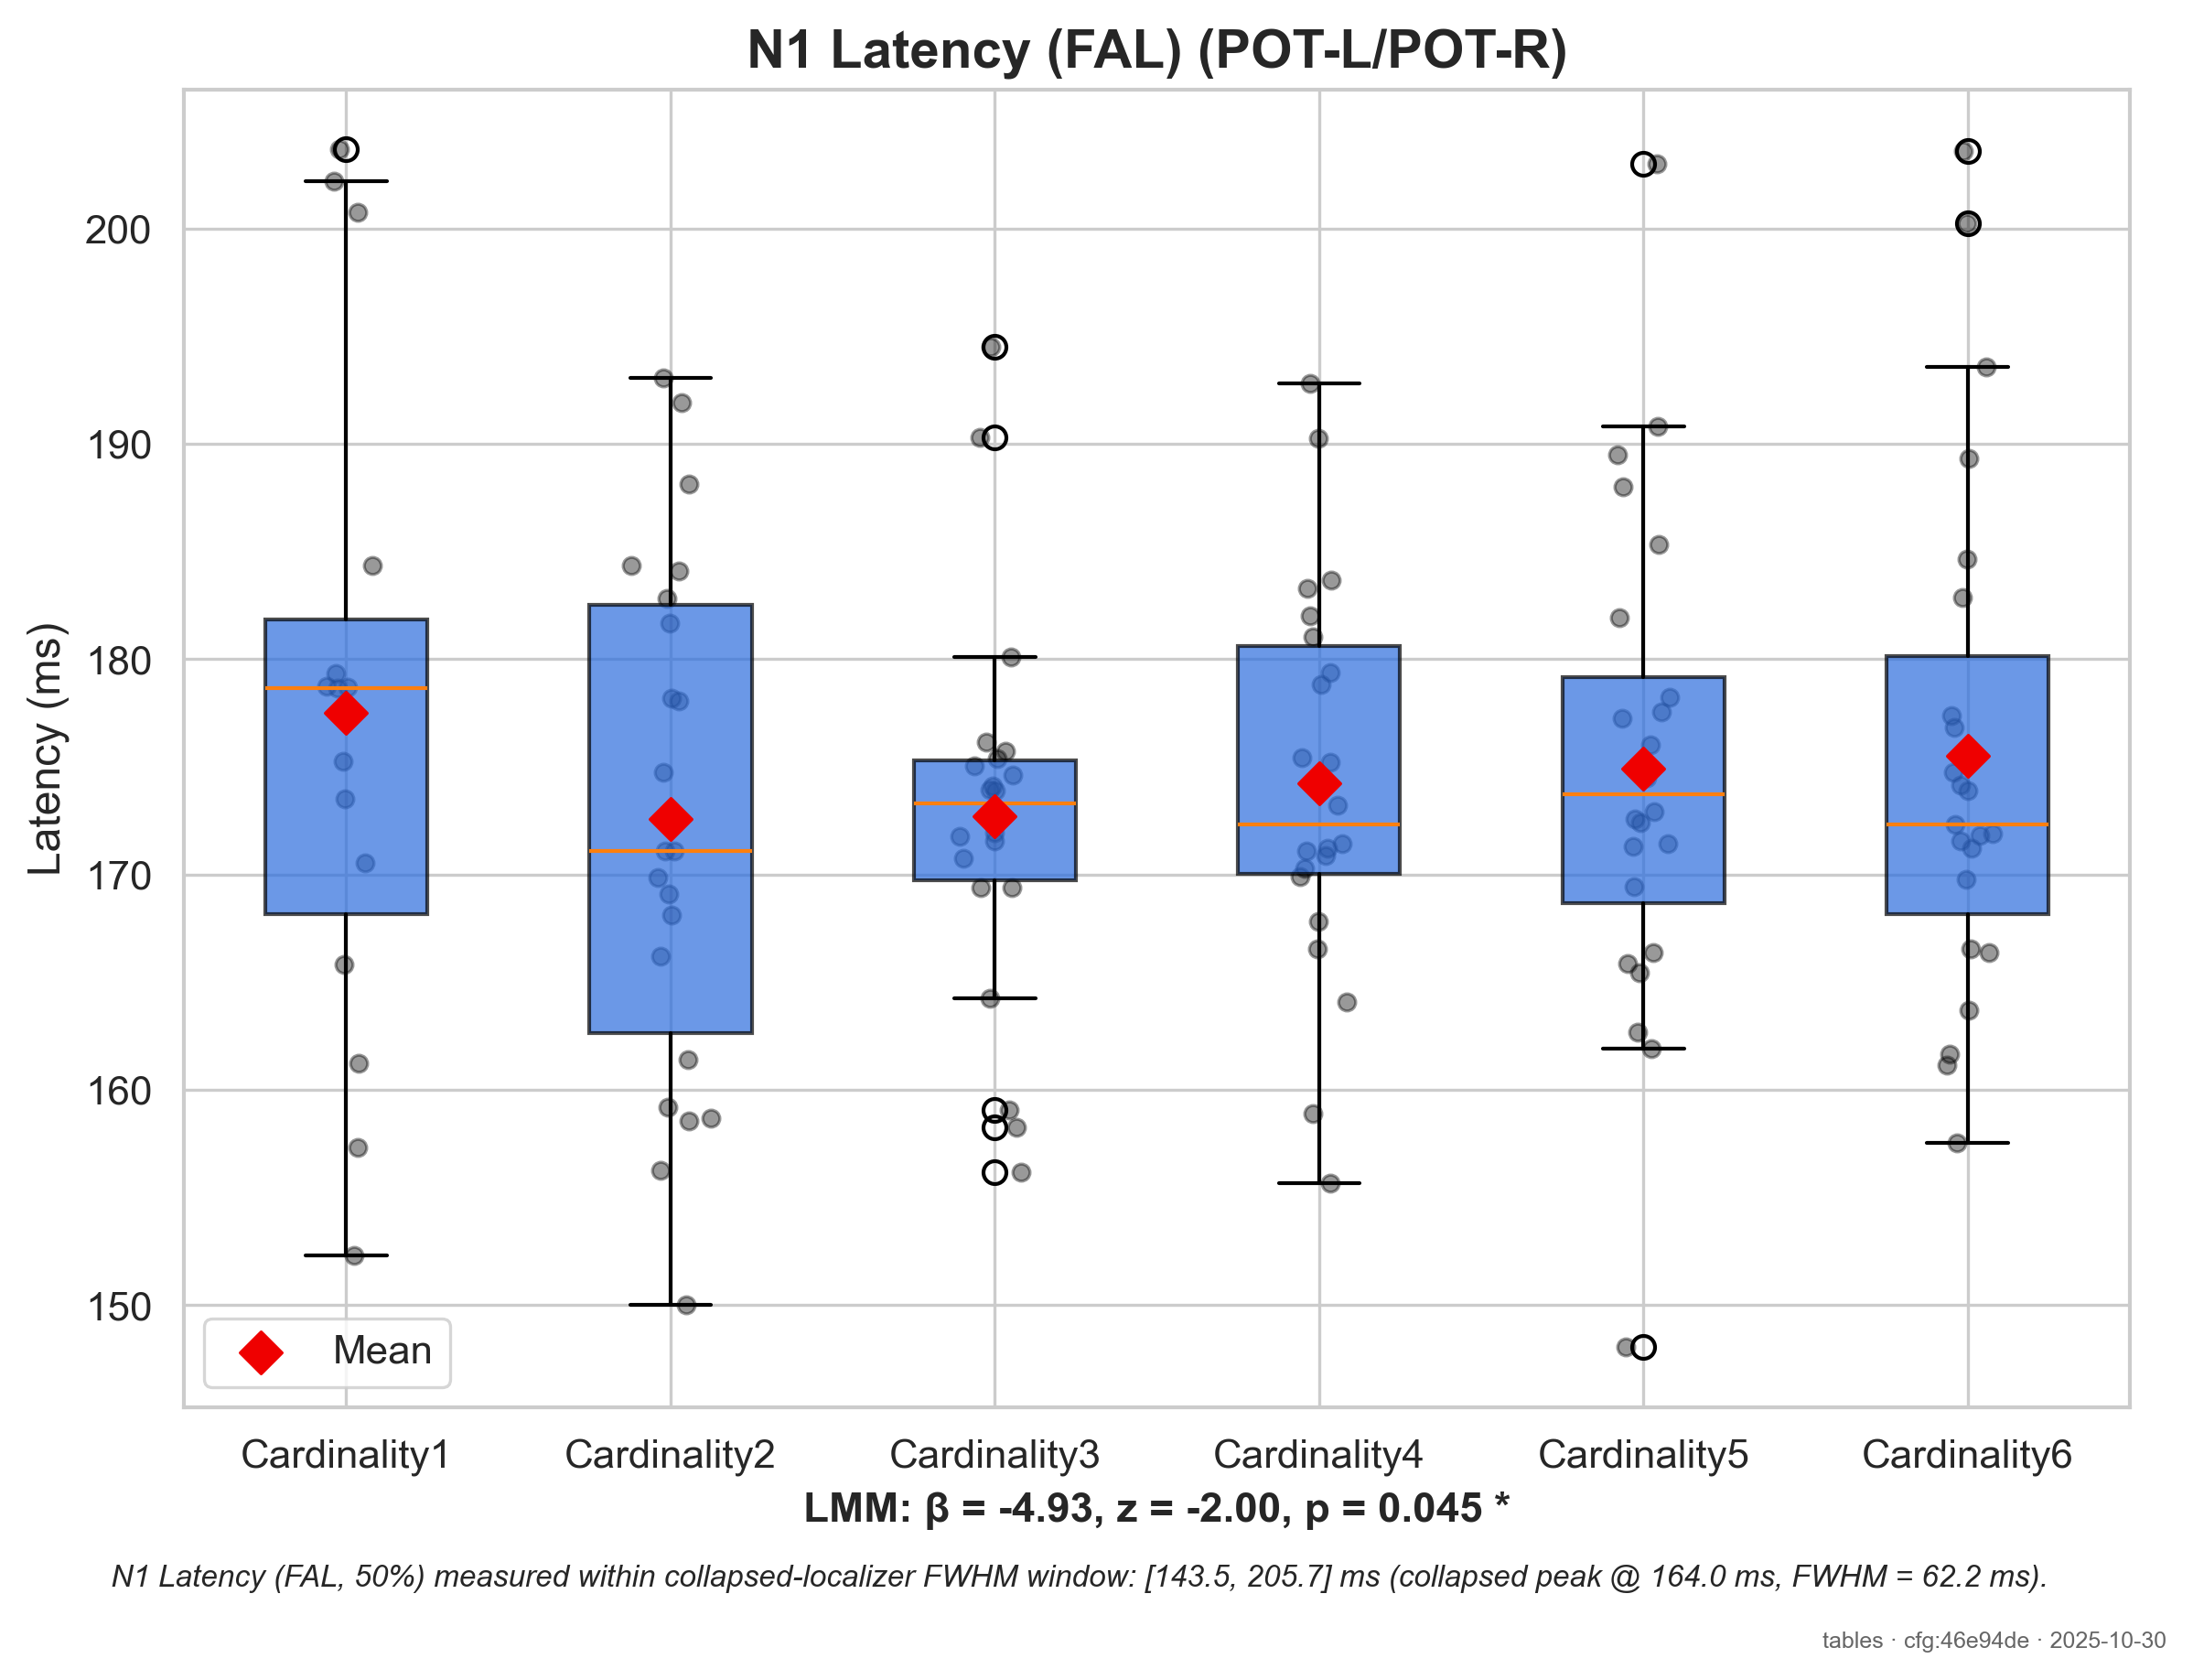 N1 Latency (FAL) (POT-L/POT-R)
Latency (ms)
200
190
180
170
160
150
Mean
Cardinality1 Cardinality2 Cardinality3 Cardinality4 Cardinality5 Cardinality6
LMM: β = -4.93, z = -2.00, p = 0.045 *
N1 Latency (FAL, 50%) measured within collapsed-localizer FWHM window: [143.5, 205.7] ms (collapsed peak @ 164.0 ms, FWHM = 62.2 ms).
tables · cfg:46e94de · 2025-10-30